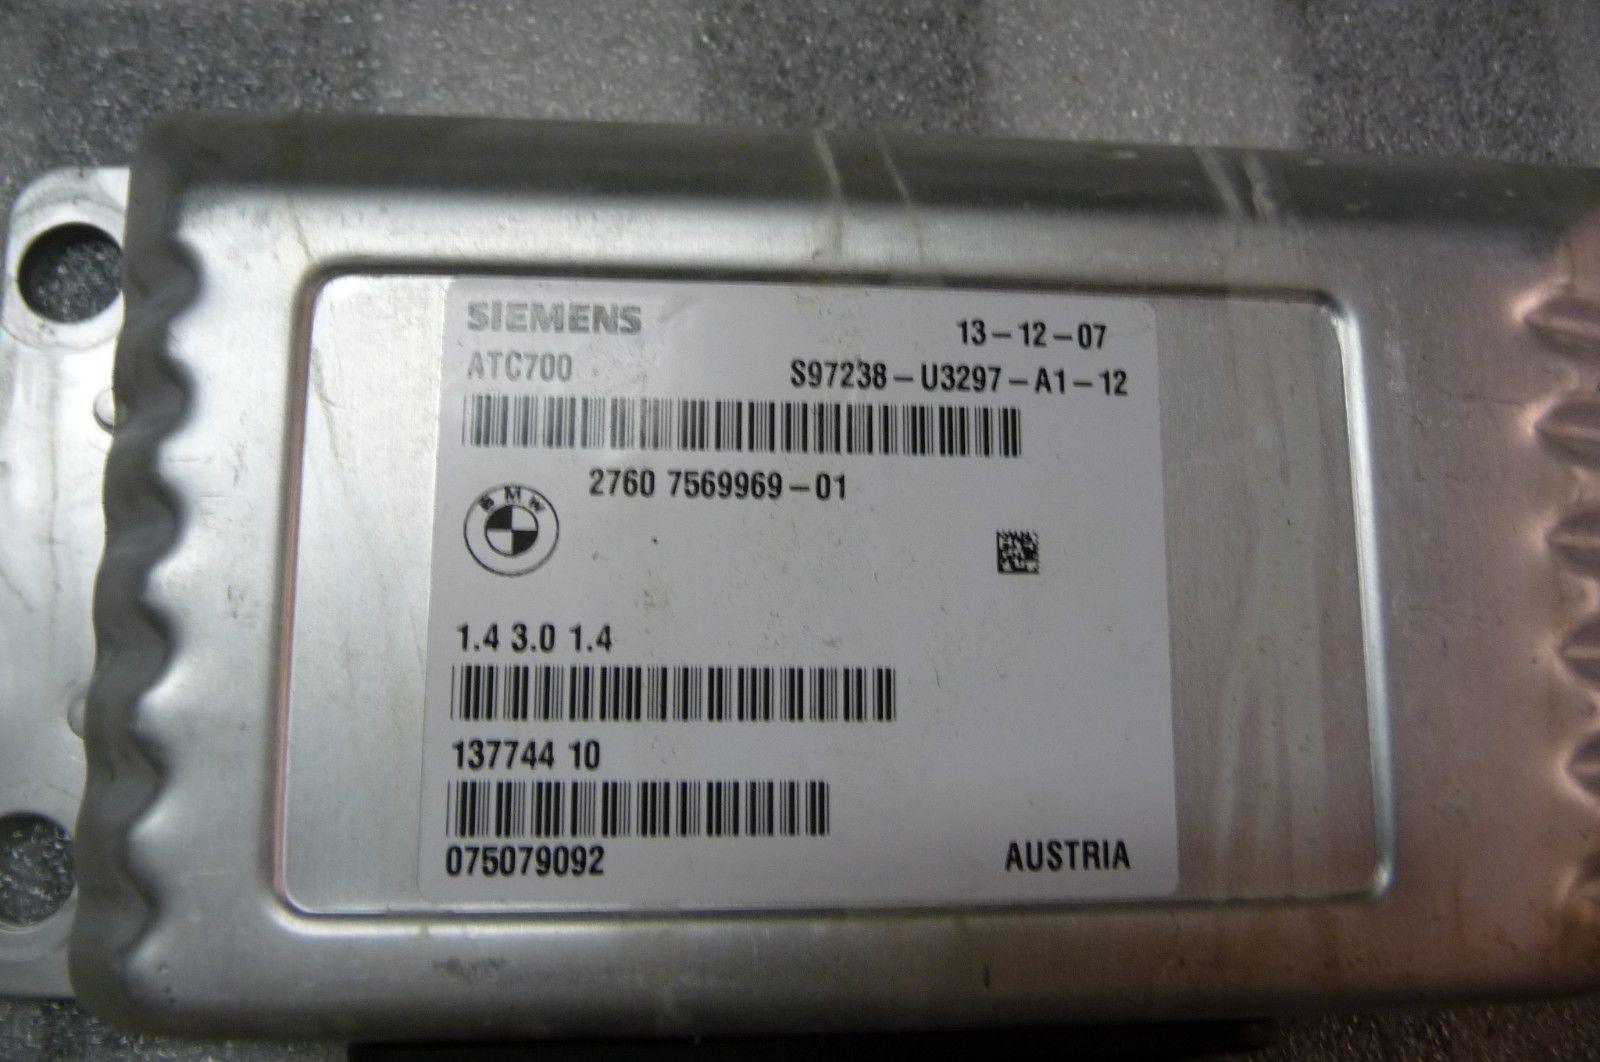 SIEMENS
13-12-07
ATC700
S97238-U3297-A1-12
2760 7569969-01
BMW
1.4 3.0 1.4
137744 10
075079092
AUSTRIA